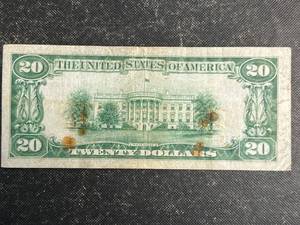 20 THE UNITED STATES OF AMERICA 20
20 TWENTY DOLLARS 20